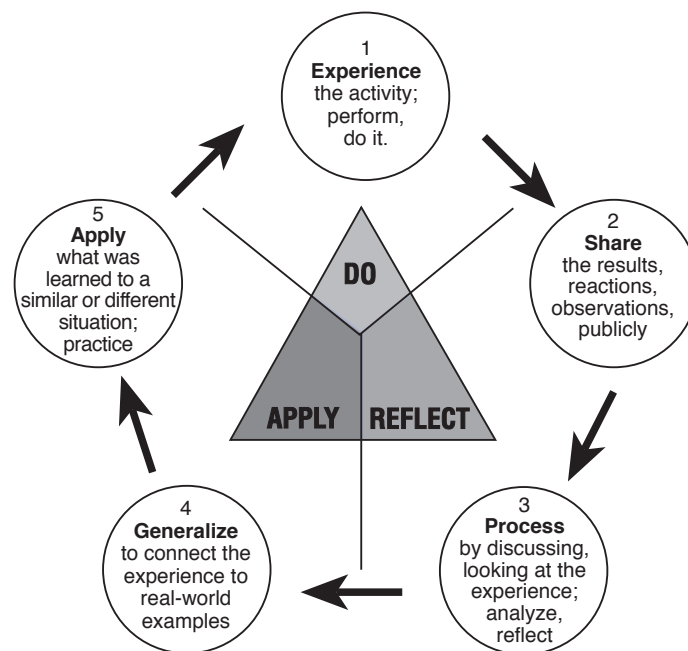 1
Experience
the activity;
perform,
do it.
2
Share
the results,
reactions,
observations,
publicly
3
Process
by discussing,
looking at the
experience;
analyze,
reflect
4
Generalize
to connect the
experience to
real-world
examples
5
Apply
what was
learned to a
similar or different
situation;
practice
DO
APPLY
REFLECT